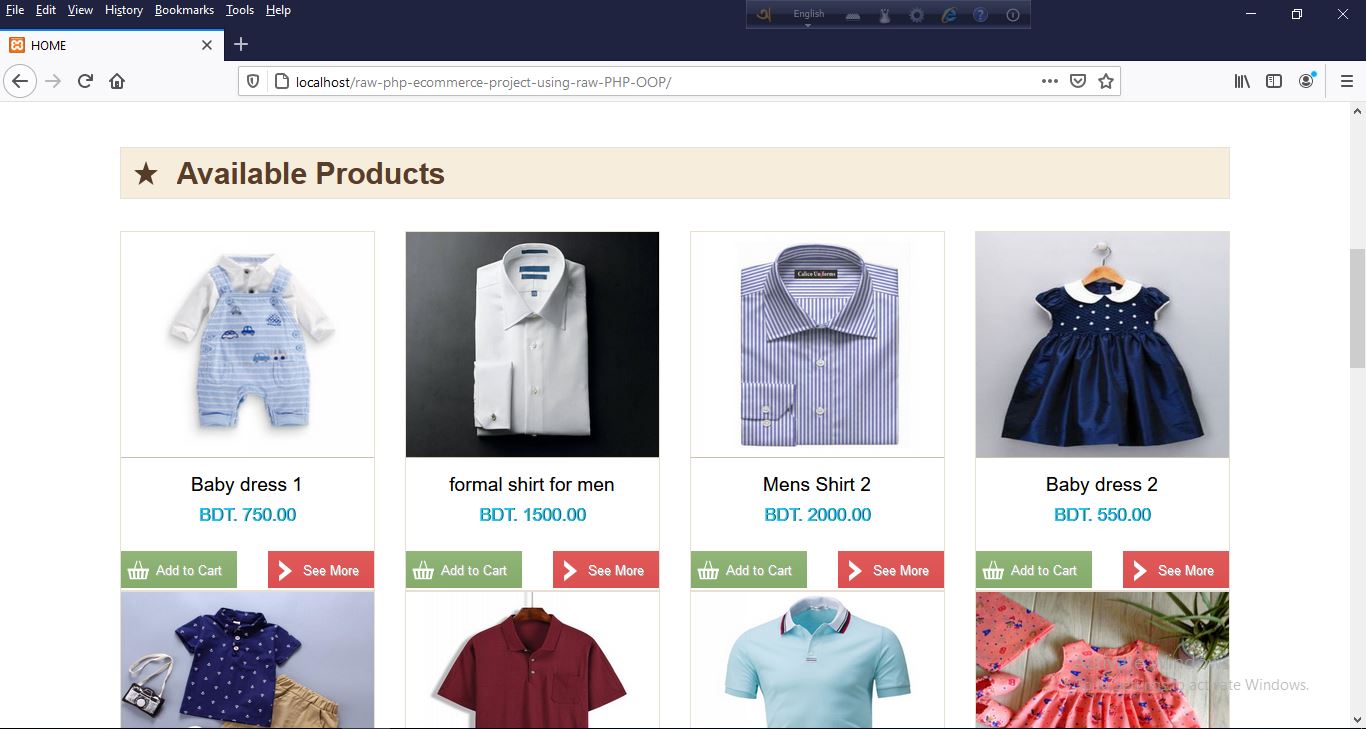 File Edit View History Bookmarks Tools Help
English
HOME
localhost/raw-php-ecommerce-project-using-raw-PHP-OOP/
★ Available Products
Calico Uniforms
Baby dress 1
formal shirt for men
Mens Shirt 2
Baby dress 2
BDT. 750.00
BDT. 1500.00
BDT. 2000.00
BDT. 550.00
Add to Cart See More
Add to Cart See More
Add to Cart See More
Add to Cart See More
activate Windows.